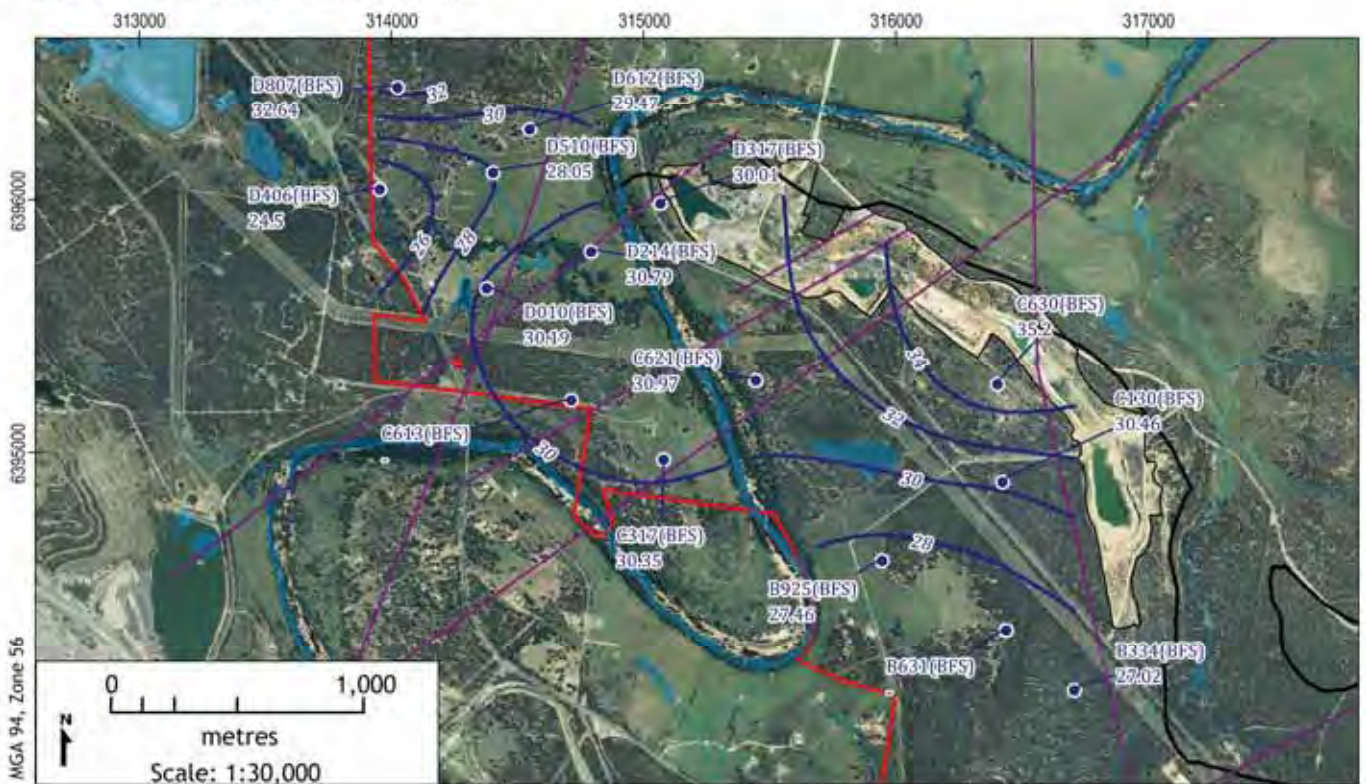 313000
314000
315000
316000
317000
D807(BFS)
32.64
32
D612(BFS)
29.47
30
D510(BFS)
28.05
D317(BFS)
30.01
D406(BFS)
24.5
6396000
26
28
D214(BFS)
30.79
D010(BFS)
30.19
C630(BFS)
35.2
C621(BFS)
30.97
34
C130(BFS)
30.46
32
C613(BFS)
6395000
30
30
C317(BFS)
30.35
28
B925(BFS)
27.46
B334(BFS)
27.02
B631(BFS)
MGA 94, Zone 56
0
1,000
N
metres
Scale: 1:30,000